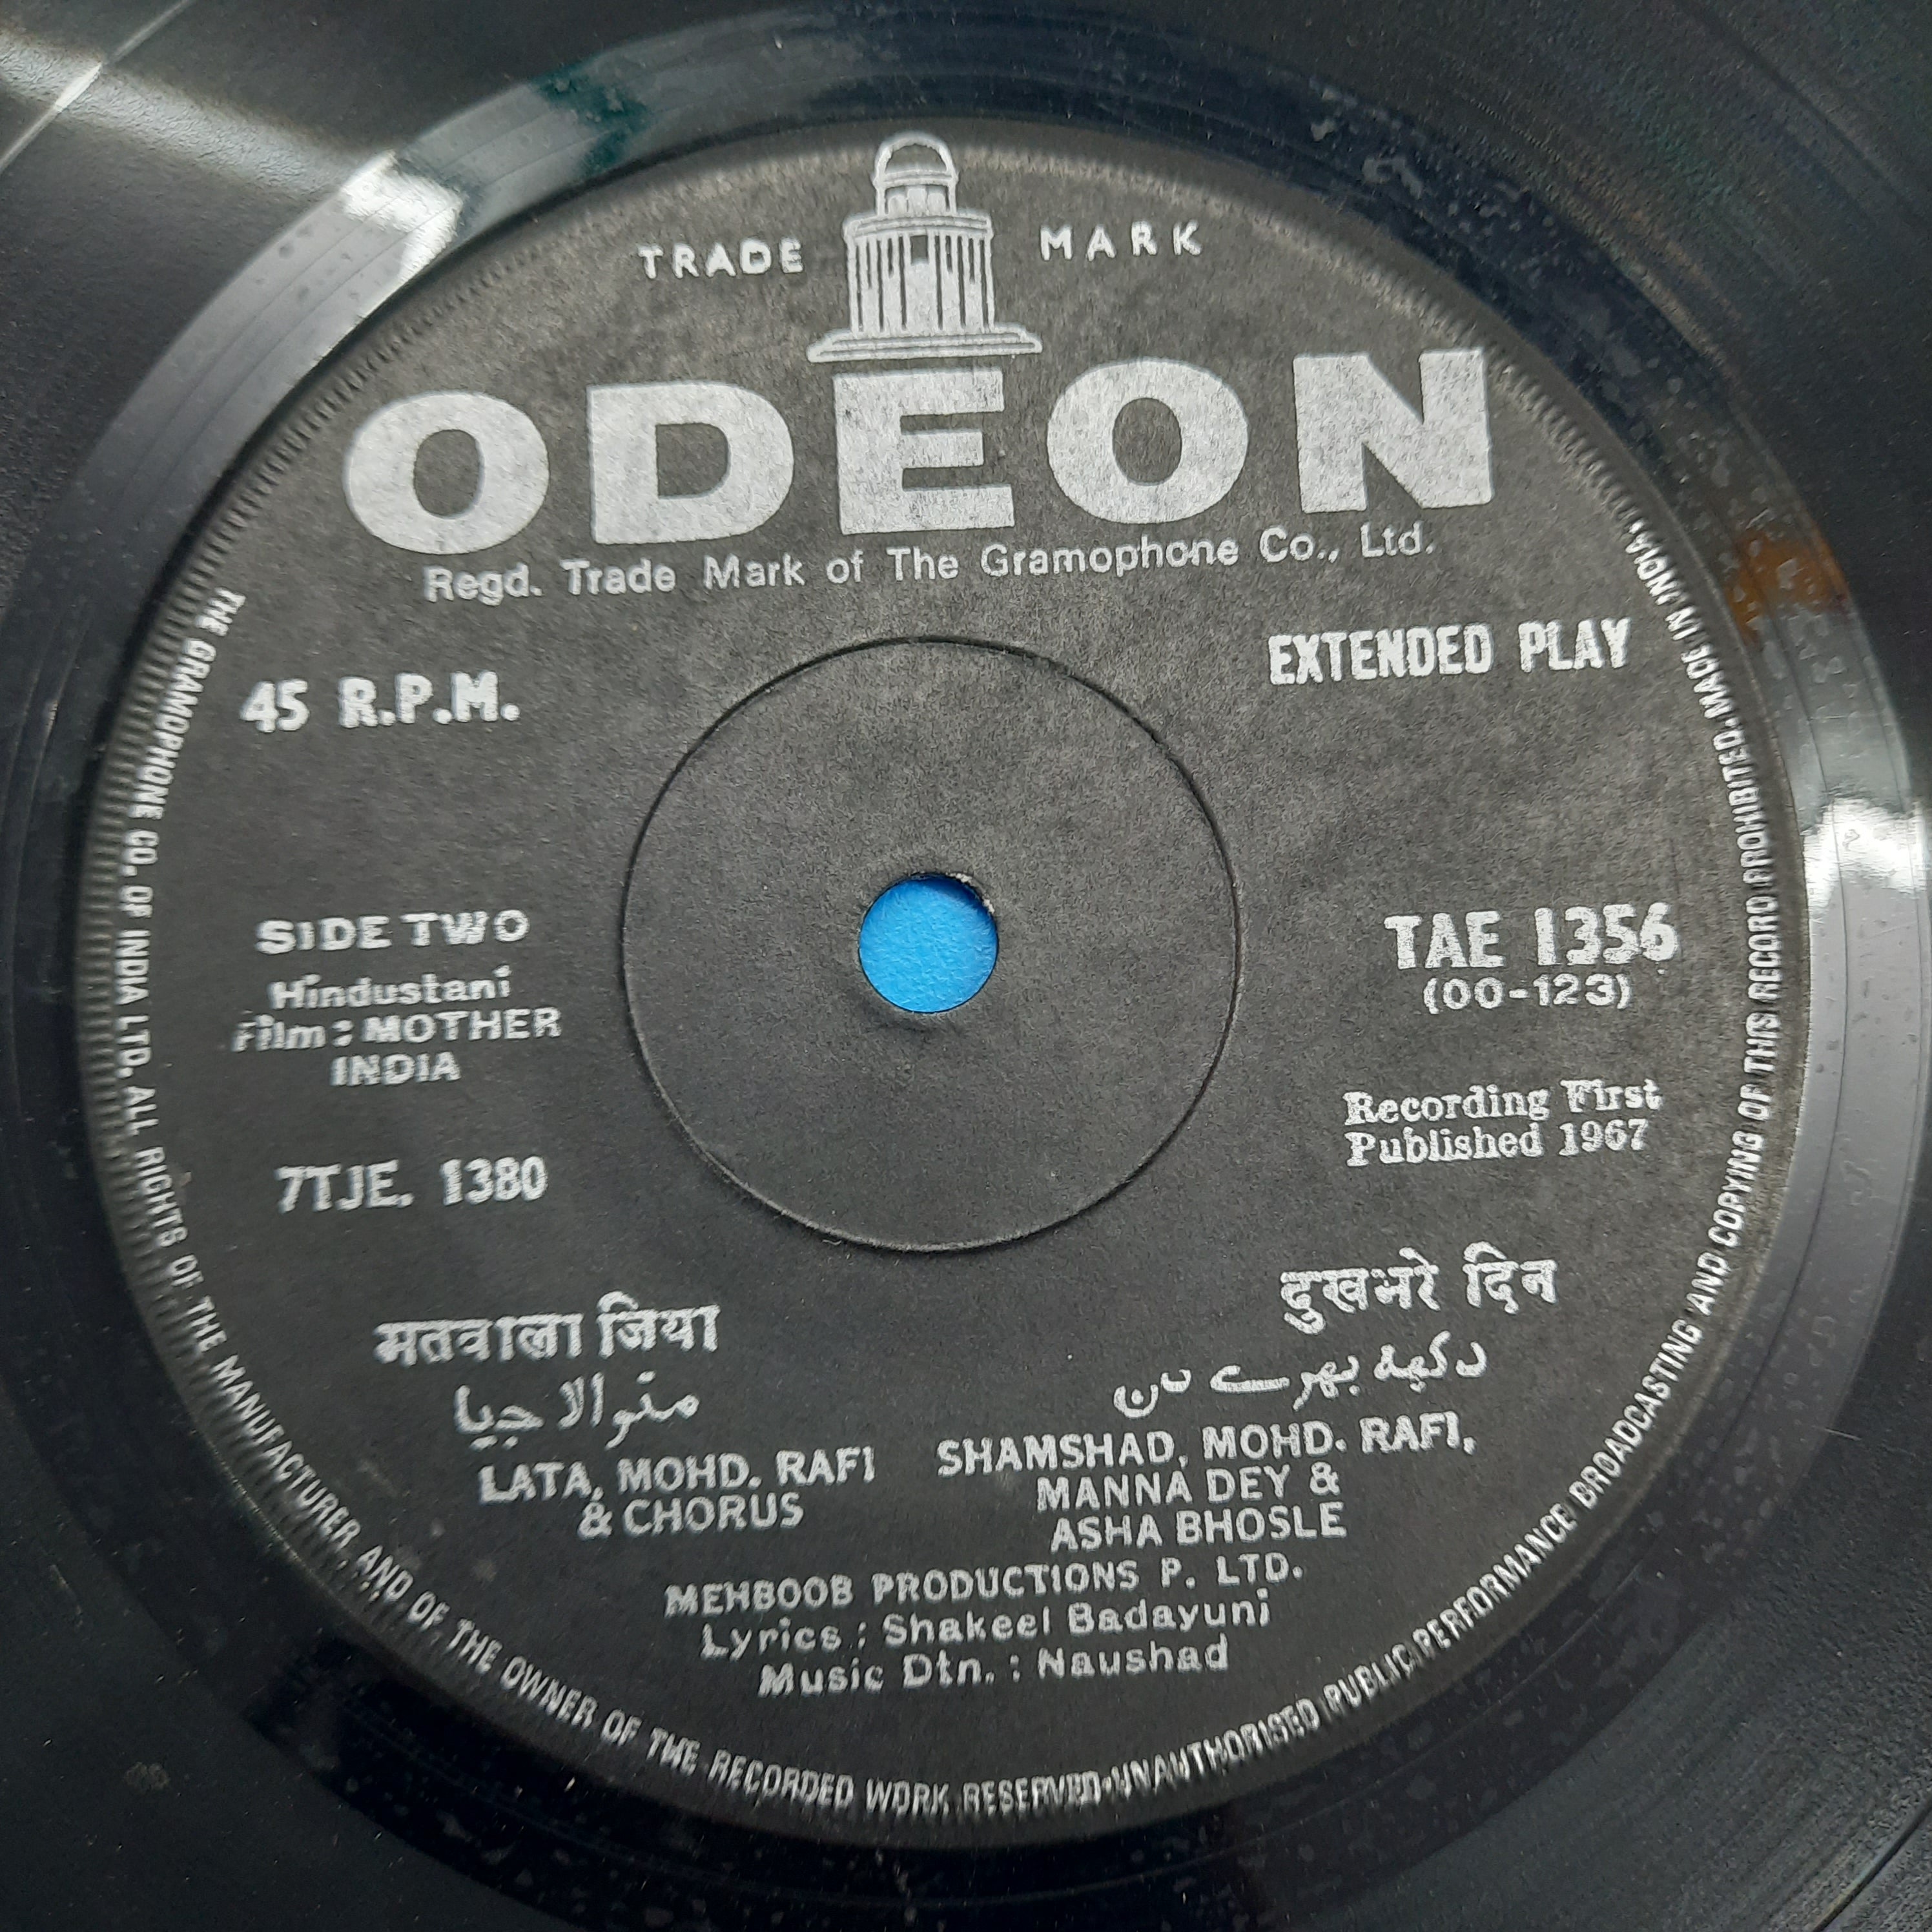 TRADE MARK
ODEON
Regd. Trade Mark of The Gramophone Co., Ltd.
45 R.P.M.
EXTENDED PLAY
SIDE TWO
Hindustani
Film : MOTHER
INDIA
7TJE. 1380
TAE 1356
(OO-123)
Recording First
Published 1967
मतवाला जिया
متوالا جیا
LATA, MOHD. RAFI
& CHORUS
दुखभरे दिन
دکھ بھرے دن
SHAMSHAD, MOHD. RAFI,
MANNA DEY &
ASHA BHOSLE
MEHBOOB PRODUCTIONS P. LTD.
Lyrics : Shakeel Badayuni
Music Dtn. : Naushad
THE GRAMOPHONE CO. OF INDIA LTD. ALL RIGHTS OF THE MANUFACTURER AND OF THE OWNER OF THE RECORDED WORK RESERVED·UNAUTHORISED PUBLIC PERFORMANCE BROADCASTING AND COPYING OF THIS RECORD PROHIBITED·MADE IN INDIA·